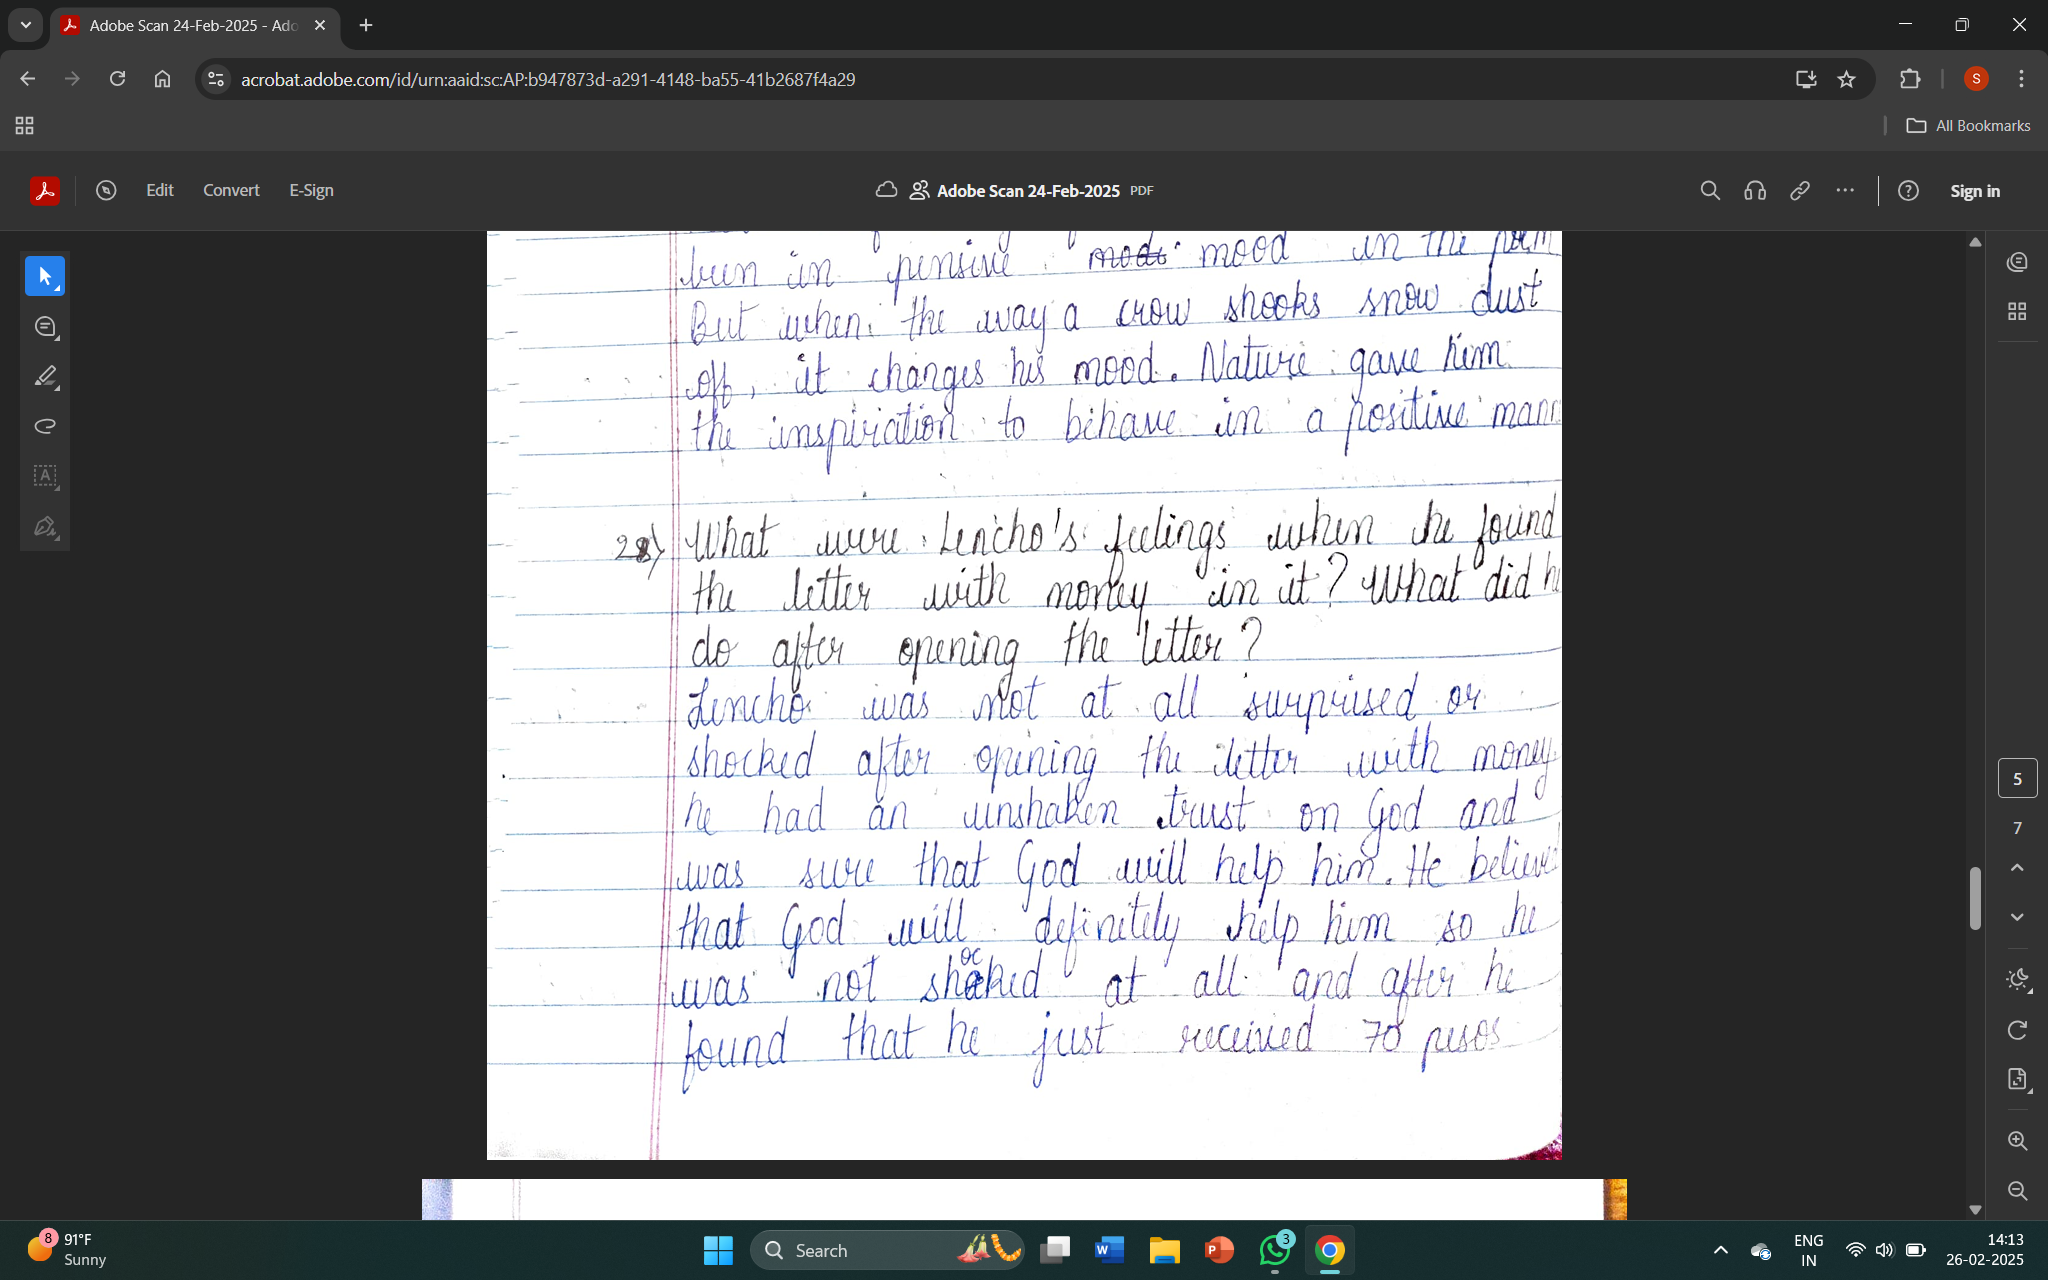 Adobe Scan 24-Feb-2025 - Ado
acrobat.adobe.com/id/urn:aaid:sc:AP:b947873d-a291-4148-ba55-41b2687f4a29
S
All Bookmarks
Edit Convert E-Sign
Adobe Scan 24-Feb-2025 PDF
Sign in
been in pensive mode mood in the poem
But when the way a crow shooks snow dust
off, it changes his mood. Nature gave him
the inspiriation to behave in a positive mann
28) What were Lencho's feelings when he found
the letter with money in it? What did h
do after opening the letter?
Lencho was not at all surprised or
shocked after opening the letter with money
he had an unshaken trust on God and
was sure that God will help him. He believe
that God will definitely help him so he
was not shocked at all and after he
found that he just received 70 pesos
5
7
8
91°F
Sunny
Search
3
ENG
IN
14:13
26-02-2025